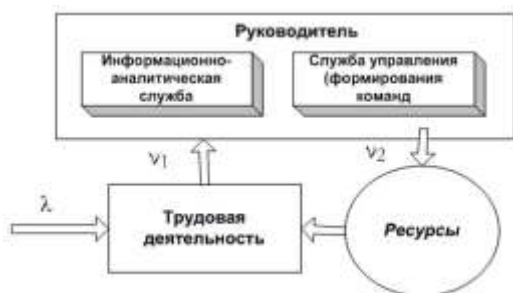 Руководитель
Информационно-
аналитическая
служба
Служба управления
(формирования
команд
ν1
ν2
λ
Трудовая
деятельность
Ресурсы